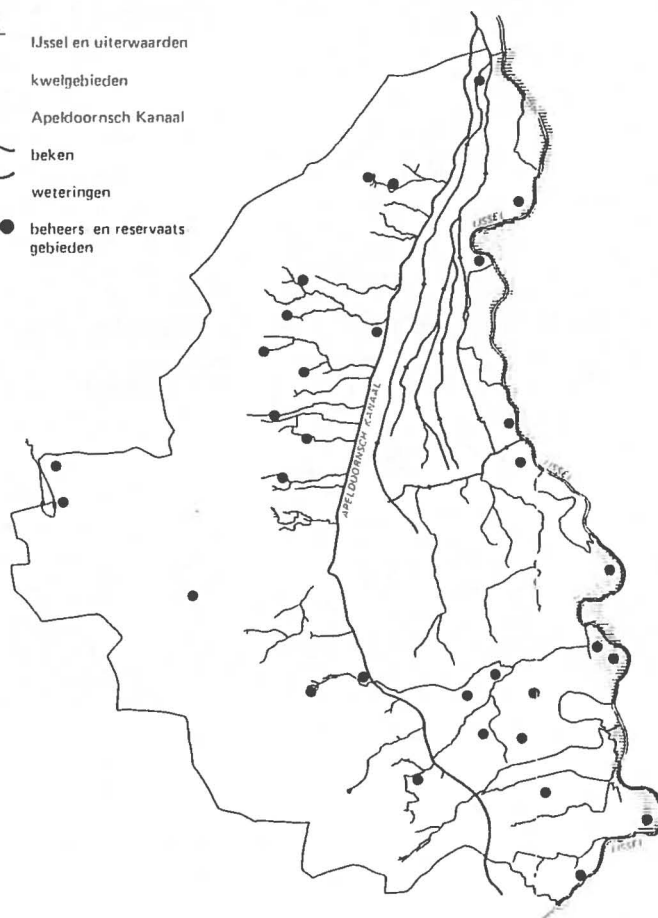 IJssel en uiterwaarden
kwelgebieden
Apeldoornsch Kanaal
beken
weteringen
beheers en reservaats
gebieden
IJSSEL
APELDOORNSCH KANAAL
IJSSEL
IJSSEL